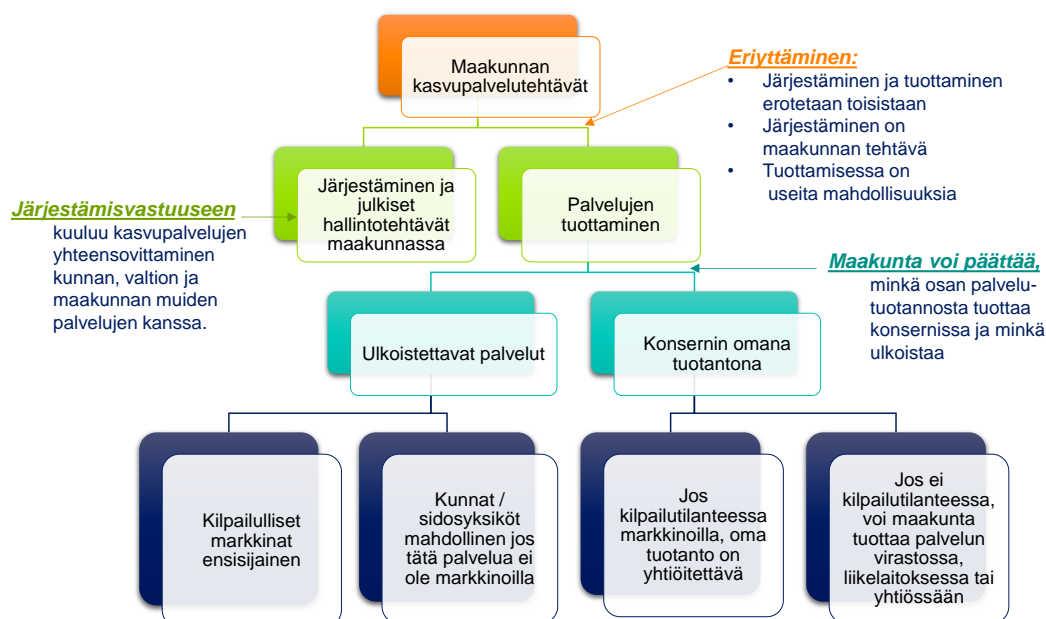 Maakunnan
kasvupalvelutehtävät
Eriyttäminen:
• Järjestäminen ja tuottaminen
erotetaan toisistaan
• Järjestäminen on
maakunnan tehtävä
• Tuottamisessa on
useita mahdollisuuksia
Järjestämisvastuuseen
kuuluu kasvupalvelujen
yhteensovittaminen
kunnan, valtion ja
maakunnan muiden
palvelujen kanssa.
Järjestäminen ja
julkiset
hallintotehtävät
maakunnassa
Palvelujen
tuottaminen
Maakunta voi päättää,
minkä osan palvelu-
tuotannosta tuottaa
konsernissa ja minkä
ulkoistaa
Ulkoistettavat palvelut
Konsernin omana
tuotantona
Kilpailulliset
markkinat
ensisijainen
Kunnat /
sidosyksiköt
mahdollinen jos
tätä palvelua ei
ole markkinoilla
Jos
kilpailutilanteessa
markkinoilla, oma
tuotanto on
yhtiöitettävä
Jos ei
kilpailutilanteessa,
voi maakunta
tuottaa palvelun
virastossa,
liikelaitoksessa tai
yhtiössään